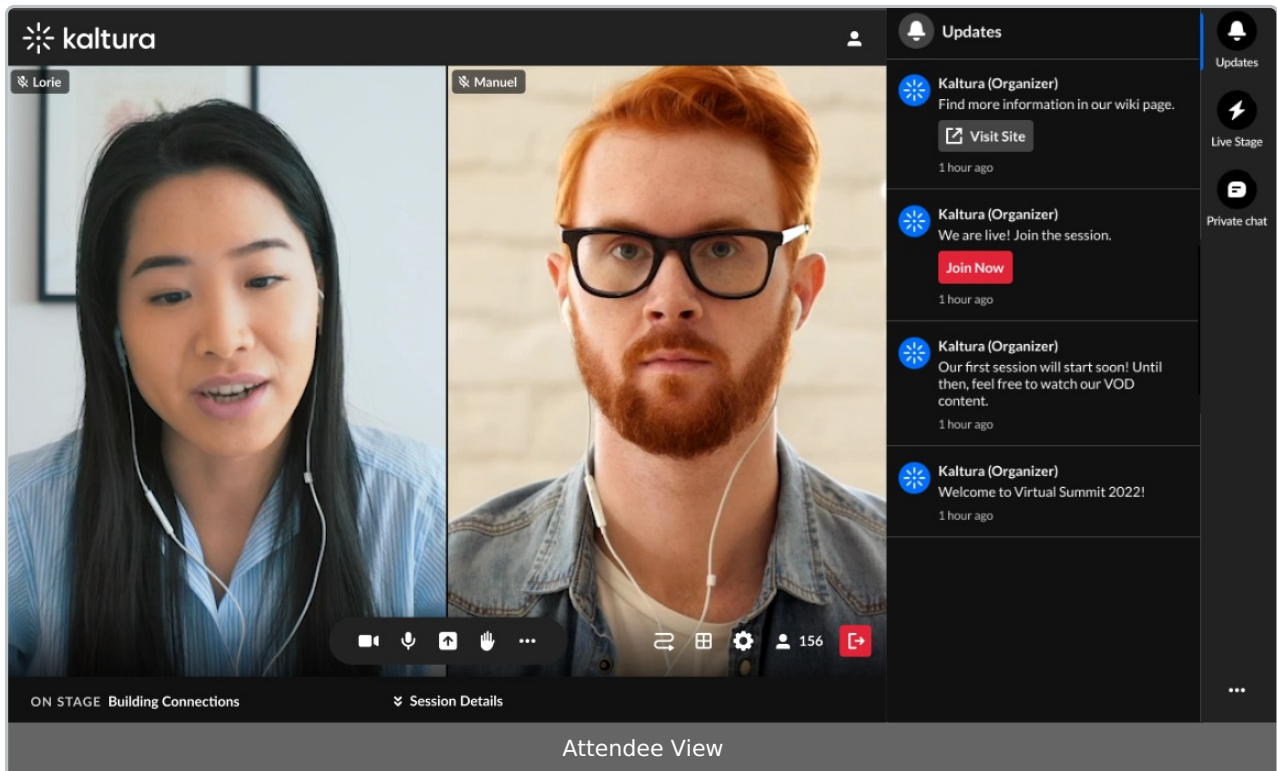 kaltura
Lorie
Manuel
156
ON STAGE Building Connections
Session Details
Updates
Kaltura (Organizer)
Find more information in our wiki page.
Visit Site
1 hour ago
Kaltura (Organizer)
We are live! Join the session.
Join Now
1 hour ago
Kaltura (Organizer)
Our first session will start soon! Until
then, feel free to watch our VOD
content.
1 hour ago
Kaltura (Organizer)
Welcome to Virtual Summit 2022!
1 hour ago
Updates
Live Stage
Private chat
Attendee View